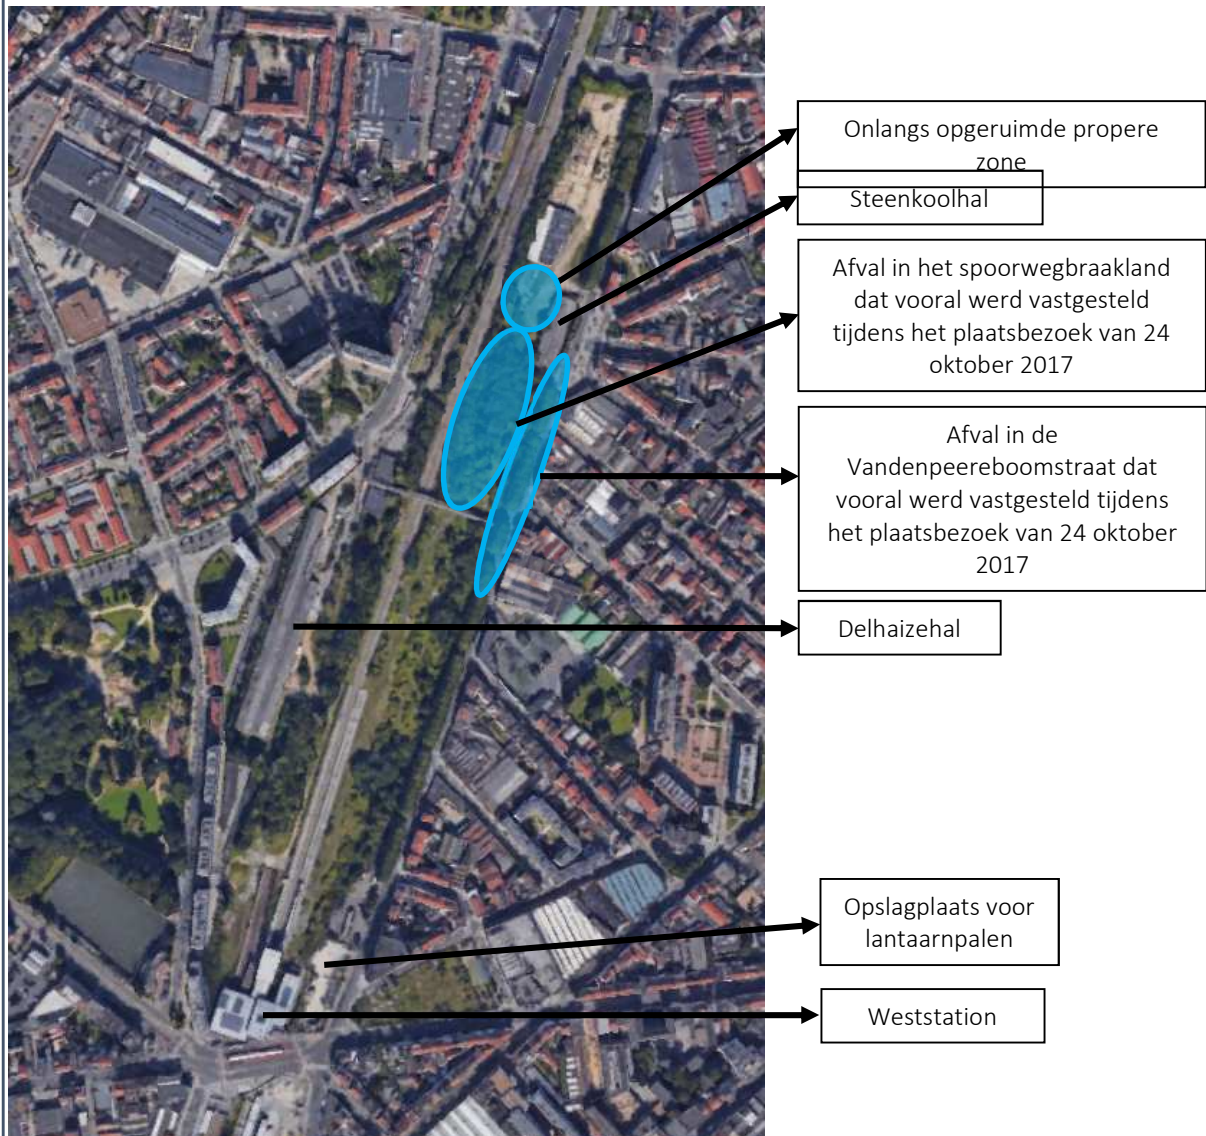 Onlangs opgeruimde propere
zone
Steenkoolhal
Afval in het spoorwegbraakland
dat vooral werd vastgesteld
tijdens het plaatsbezoek van 24
oktober 2017
Afval in de
Vandenpeereboomstraat dat
vooral werd vastgesteld tijdens
het plaatsbezoek van 24 oktober
2017
Delhaizehal
Opslagplaats voor
lantaarnpalen
Weststation